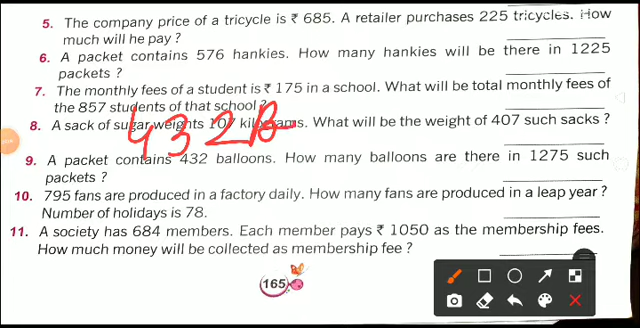 5. The company price of a tricycle is ₹ 685. A retailer purchases 225 tricycles. How
much will he pay ?
6. A packet contains 576 hankies. How many hankies will be there in 1225
packets ?
7. The monthly fees of a student is ₹ 175 in a school. What will be total monthly fees of
the 857 students of that school ?
8. A sack of sugar weights 107 kilograms. What will be the weight of 407 such sacks ?
432B
9. A packet contains 432 balloons. How many balloons are there in 1275 such
packets ?
10. 795 fans are produced in a factory daily. How many fans are produced in a leap year ?
Number of holidays is 78.
11. A society has 684 members. Each member pays ₹ 1050 as the membership fees.
How much money will be collected as membership fee ?
165